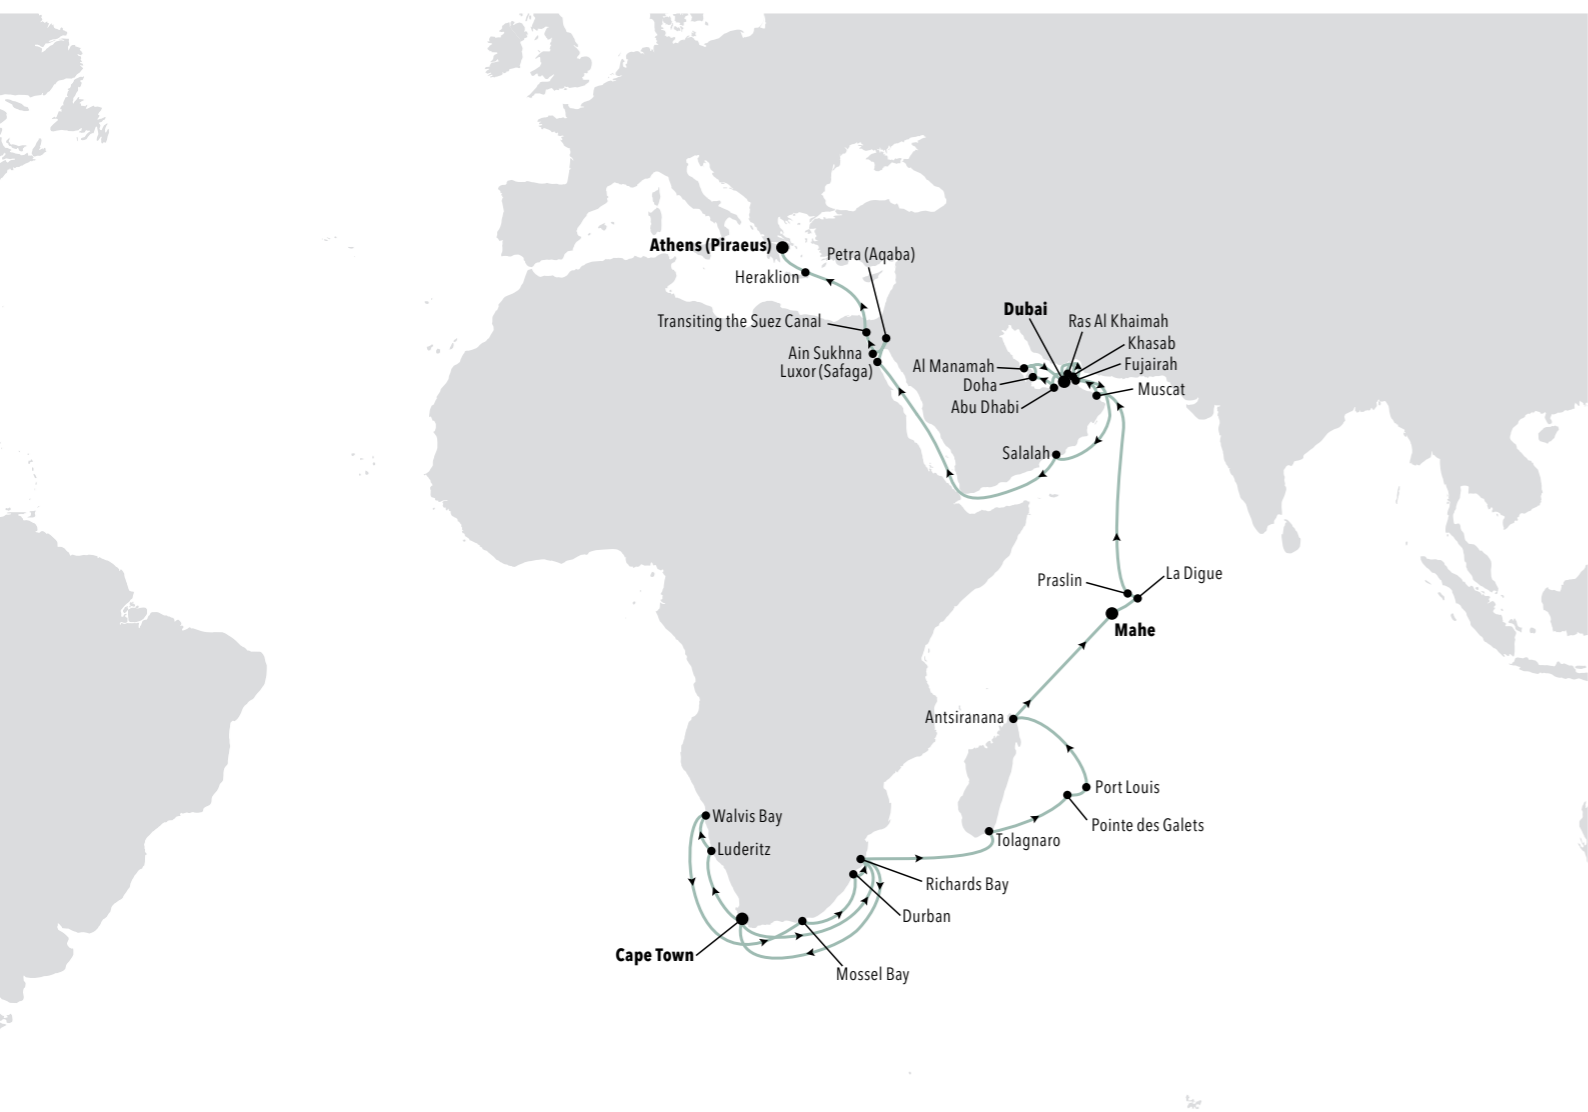 Athens (Piraeus)
Petra (Aqaba)
Heraklion
Dubai
Transiting the Suez Canal
Ras Al Khaimah
Khasab
Ain Sukhna
Fujairah
Al Manamah
Luxor (Safaga)
Doha
Muscat
Abu Dhabi
Salalah
La Digue
Praslin
Mahe
Antsiranana
Port Louis
Walvis Bay
Pointe des Galets
Tolagnaro
Luderitz
Richards Bay
Durban
Cape Town
Mossel Bay